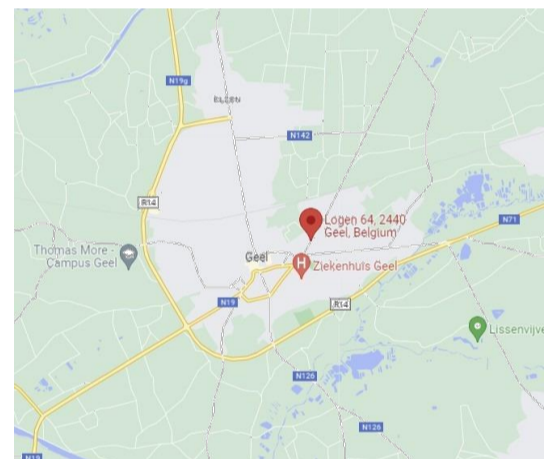 N19g
ELZEN
N142
R14
Logen 64, 2440
Geel, Belgium
N71
Thomas More -
Campus Geel
Geel
Ziekenhuis Geel
H
N19
R14
Lissenvijve
N126
N126
N19